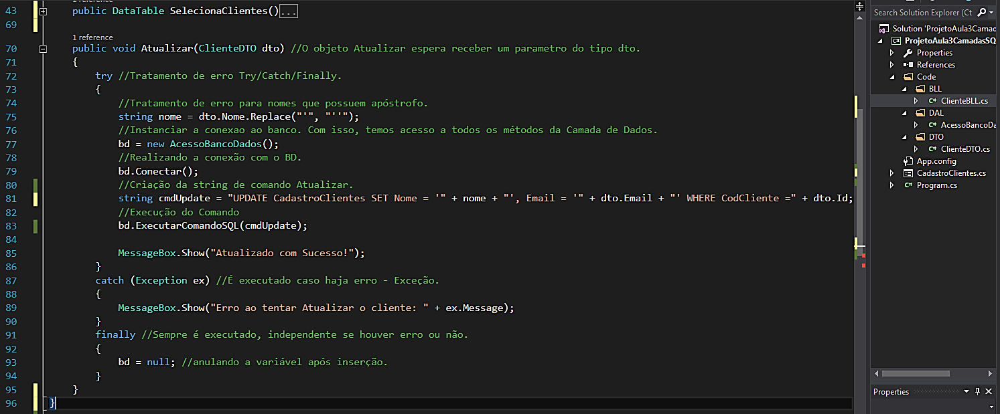 43 public DataTable SelecionaClientes()...
69
1 reference
70 public void Atualizar(ClienteDTO dto) //O objeto Atualizar espera receber um parametro do tipo dto.
71 {
72 try //Tratamento de erro Try/Catch/Finally.
73 {
74 //Tratamento de erro para nomes que possuem apóstrofo.
75 string nome = dto.Nome.Replace("'", "''");
76 //Instanciar a conexao ao banco. Com isso, temos acesso a todos os métodos da Camada de Dados.
77 bd = new AcessoBancoDados();
78 //Realizando a conexão com o BD.
79 bd.Conectar();
80 //Criação da string de comando Atualizar.
81 string cmdUpdate = "UPDATE CadastroClientes SET Nome = '" + nome + "', Email = '" + dto.Email + "' WHERE CodCliente =" + dto.Id;
82 //Execução do Comando
83 bd.ExecutarComandoSQL(cmdUpdate);
84
85 MessageBox.Show("Atualizado com Sucesso!");
86 }
87 catch (Exception ex) //É executado caso haja erro - Exceção.
88 {
89 MessageBox.Show("Erro ao tentar Atualizar o cliente: " + ex.Message);
90 }
91 finally //Sempre é executado, independente se houver erro ou não.
92 {
93 bd = null; //anulando a variável após inserção.
94 }
95 }
96 }
Search Solution Explorer (Ct
Solution 'ProjetoAula3Camad
C# ProjetoAula3CamadasSQ
Properties
References
Code
BLL
C# ClienteBLL.cs
DAL
C# AcessoBancoDa
DTO
C# ClienteDTO.cs
App.config
CadastroClientes.cs
C# Program.cs
Properties